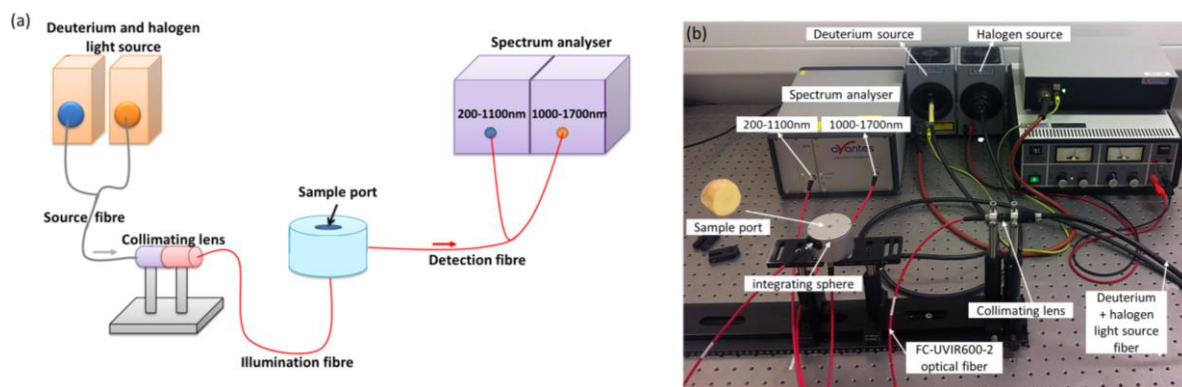 (a)
Deuterium and halogen
light source
Spectrum analyser
200-1100nm
1000-1700nm
Sample port
Source fibre
Collimating lens
Detection fibre
Illumination fibre
(b)
Deuterium source
Halogen source
Spectrum analyser
200-1100nm
1000-1700nm
avantes
Sample port
integrating sphere
Collimating lens
FC-UVIR600-2
optical fiber
Deuterium
+ halogen
light source
fiber